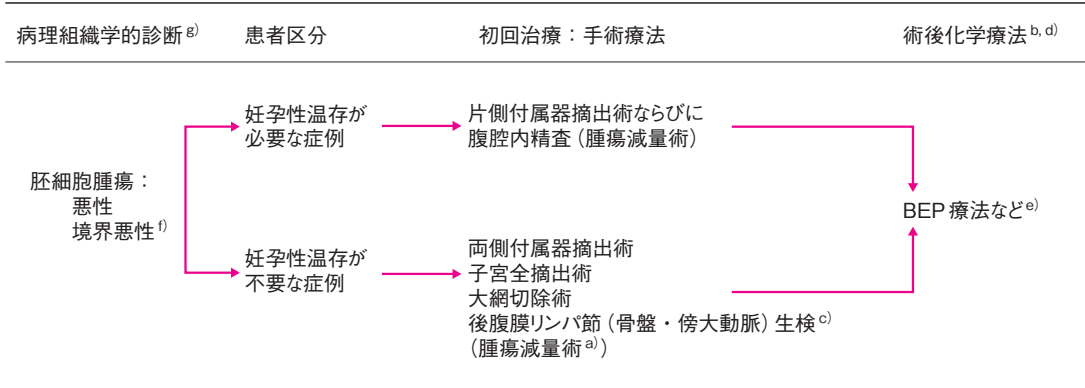 病理組織学的診断g) 患者区分 初回治療：手術療法 術後化学療法b, d)
妊孕性温存が
必要な症例
片側付属器摘出術ならびに
腹腔内精査（腫瘍減量術）
胚細胞腫瘍：
悪性
境界悪性f)
BEP 療法などe)
妊孕性温存が
不要な症例
両側付属器摘出術
子宮全摘出術
大網切除術
後腹膜リンパ節（骨盤・傍大動脈）生検c)
（腫瘍減量術a)）